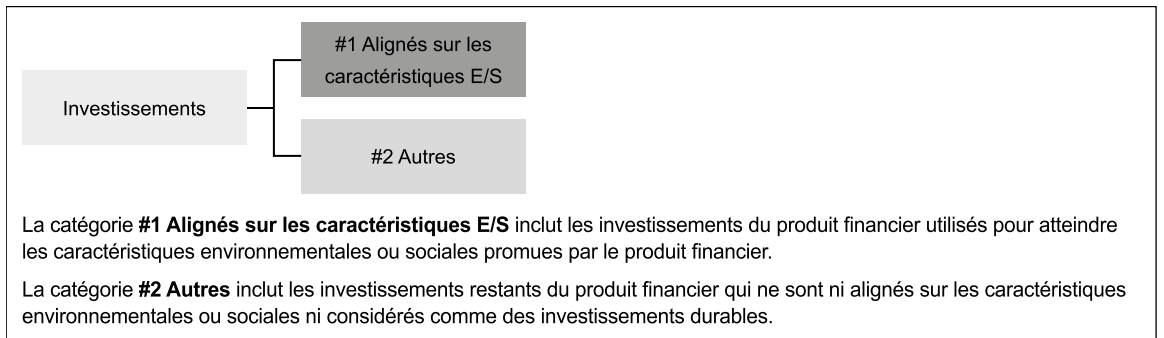 #1 Alignés sur les
caractéristiques E/S
Investissements
#2 Autres
La catégorie #1 Alignés sur les caractéristiques E/S inclut les investissements du produit financier utilisés pour atteindre
les caractéristiques environnementales ou sociales promues par le produit financier.
La catégorie #2 Autres inclut les investissements restants du produit financier qui ne sont ni alignés sur les caractéristiques
environnementales ou sociales ni considérés comme des investissements durables.